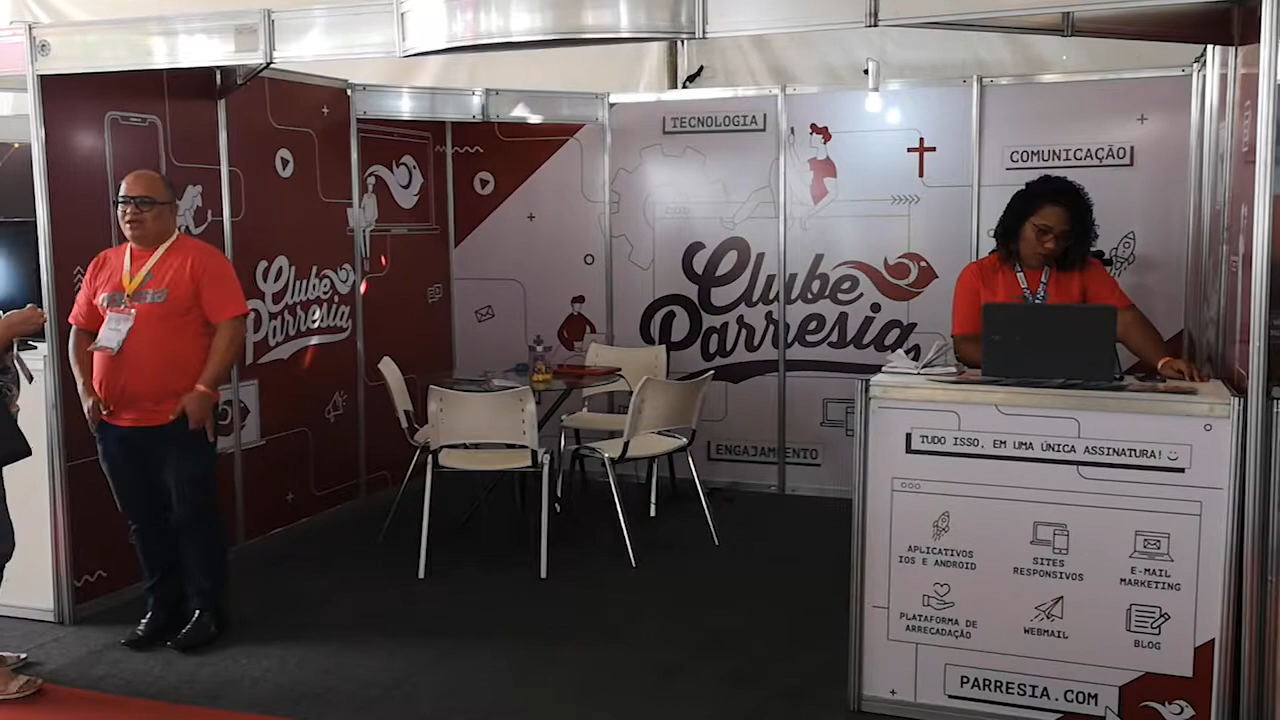 TECNOLOGIA
COMUNICAÇÃO
Clube
Parresia
Clube
Parresia
ENGAJAMENTO
TUDO ISSO, EM UMA ÚNICA ASSINATURA!
APLICATIVOS
IOS E ANDROID
SITES
RESPONSIVOS
E-MAIL
MARKETING
PLATAFORMA DE
ARRECADAÇÃO
WEBMAIL
BLOG
PARRESIA.COM